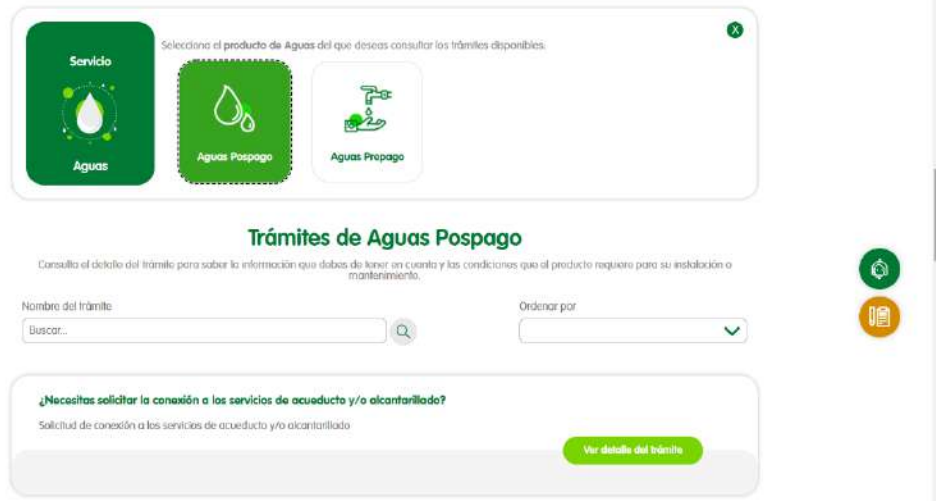 X
Selecciona el producto de Aguas del que deseas consultar los trámites disponibles.
Servicio
Aguas
Aguas Pospago
Aguas Prepago
Trámites de Aguas Pospago
Consulta el detalle del trámite para saber la información que debes de tener en cuenta y las condiciones que el producto requiere para su instalación o
mantenimiento.
Nombre del trámite
Ordenar por
Buscar...
¿Necesitas solicitar la conexión a los servicios de acueducto y/o alcantarillado?
Solicitud de conexión a los servicios de acueducto y/o alcantarillado
Ver detalle del trámite